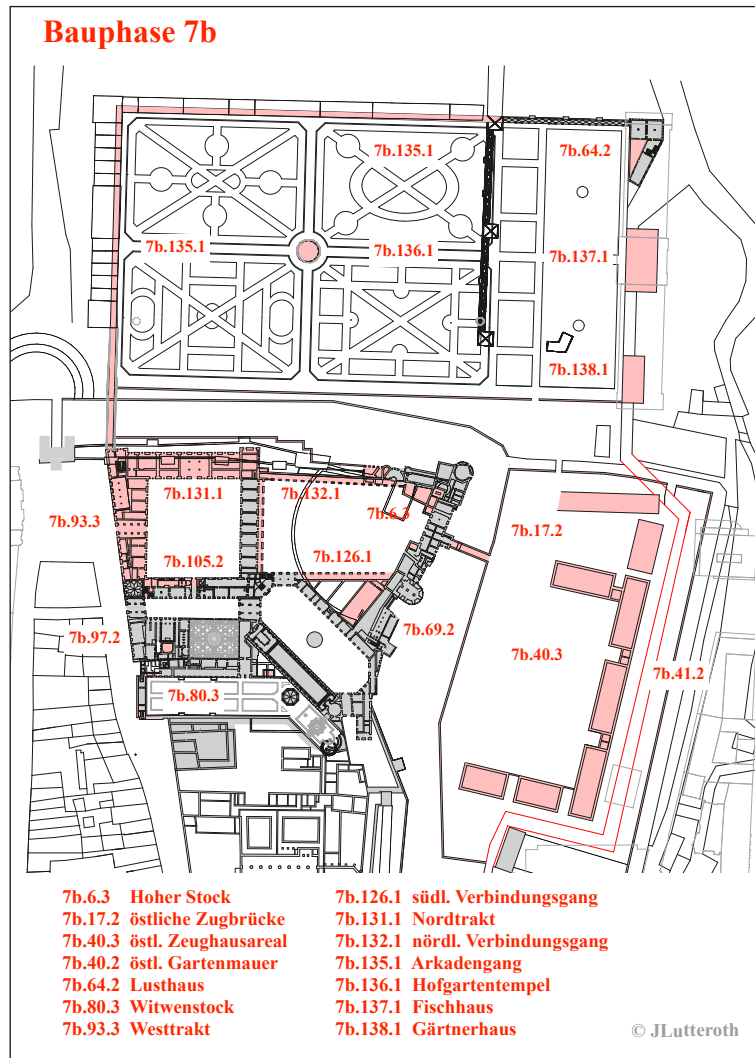 Bauphase 7b
7b.135.1
7b.64.2
7b.135.1
7b.136.1
7b.137.1
7b.138.1
7b.131.1
7b.132.1
7b.6.3
7b.93.3
7b.17.2
7b.105.2
7b.126.1
7b.97.2
7b.69.2
7b.40.3
7b.41.2
7b.80.3
7b.6.3 Hoher Stock
7b.17.2 östliche Zugbrücke
7b.40.3 östl. Zeughausareal
7b.40.2 östl. Gartenmauer
7b.64.2 Lusthaus
7b.80.3 Witwenstock
7b.93.3 Westtrakt
7b.126.1 südl. Verbindungsgang
7b.131.1 Nordtrakt
7b.132.1 nördl. Verbindungsgang
7b.135.1 Arkadengang
7b.136.1 Hofgartentempel
7b.137.1 Fischhaus
7b.138.1 Gärtnerhaus
© JLutteroth